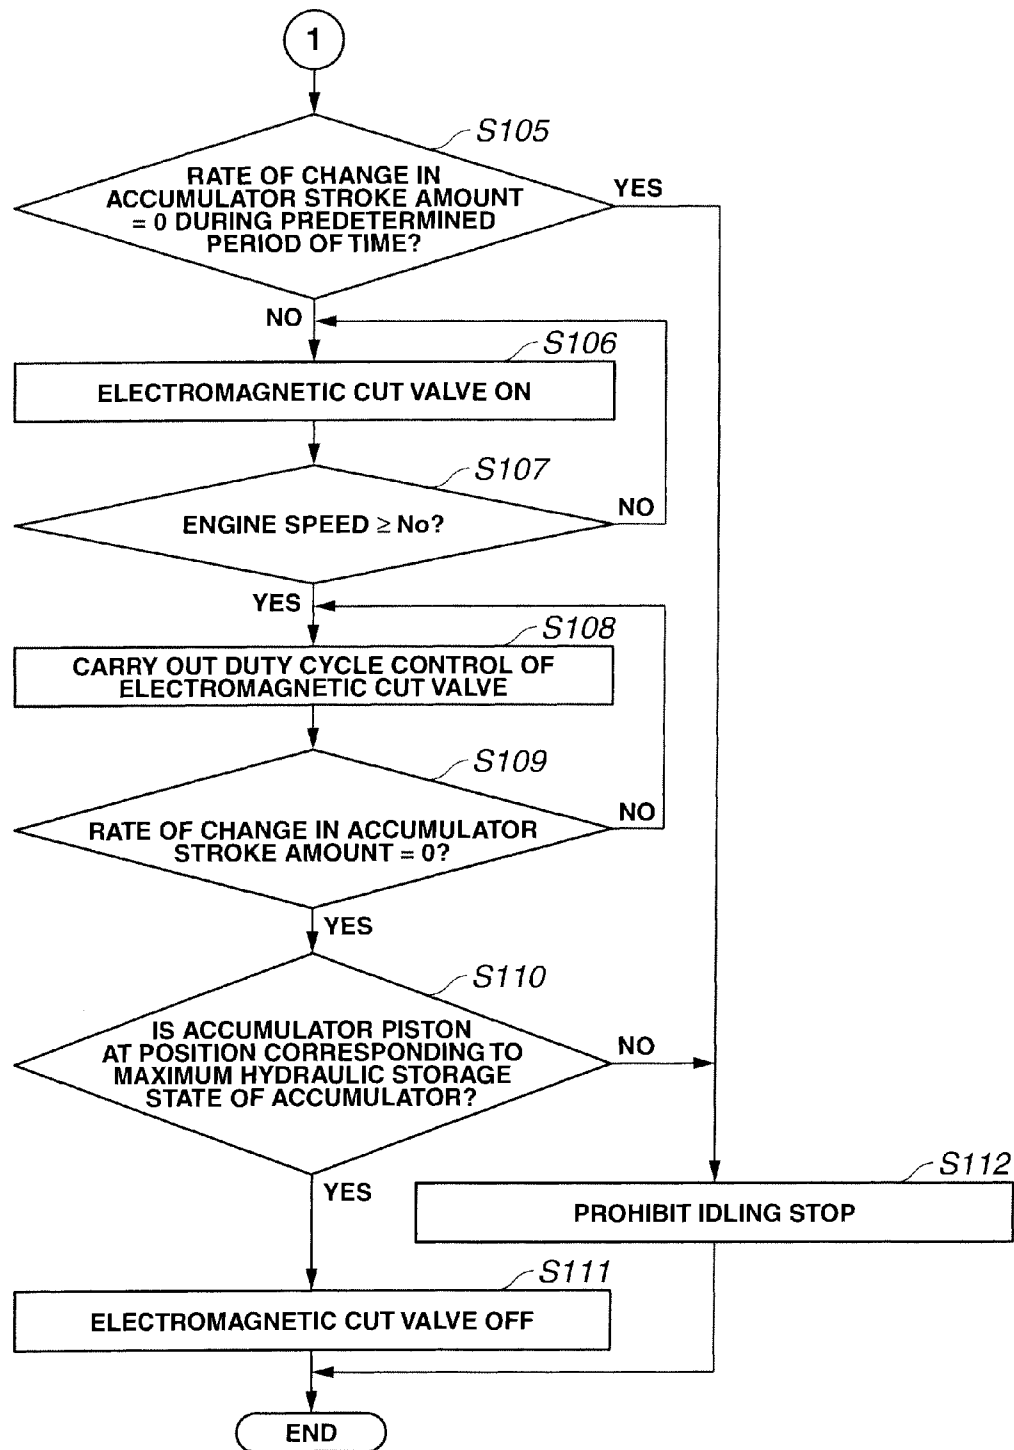 1
S105
RATE OF CHANGE IN
ACCUMULATOR STROKE AMOUNT
= 0 DURING PREDETERMINED
PERIOD OF TIME?
YES
NO
S106
ELECTROMAGNETIC CUT VALVE ON
S107
ENGINE SPEED ≥ No?
NO
YES
S108
CARRY OUT DUTY CYCLE CONTROL OF
ELECTROMAGNETIC CUT VALVE
S109
RATE OF CHANGE IN ACCUMULATOR
STROKE AMOUNT = 0?
NO
YES
S110
IS ACCUMULATOR PISTON
AT POSITION CORRESPONDING TO
MAXIMUM HYDRAULIC STORAGE
STATE OF ACCUMULATOR?
NO
YES
S112
PROHIBIT IDLING STOP
S111
ELECTROMAGNETIC CUT VALVE OFF
END